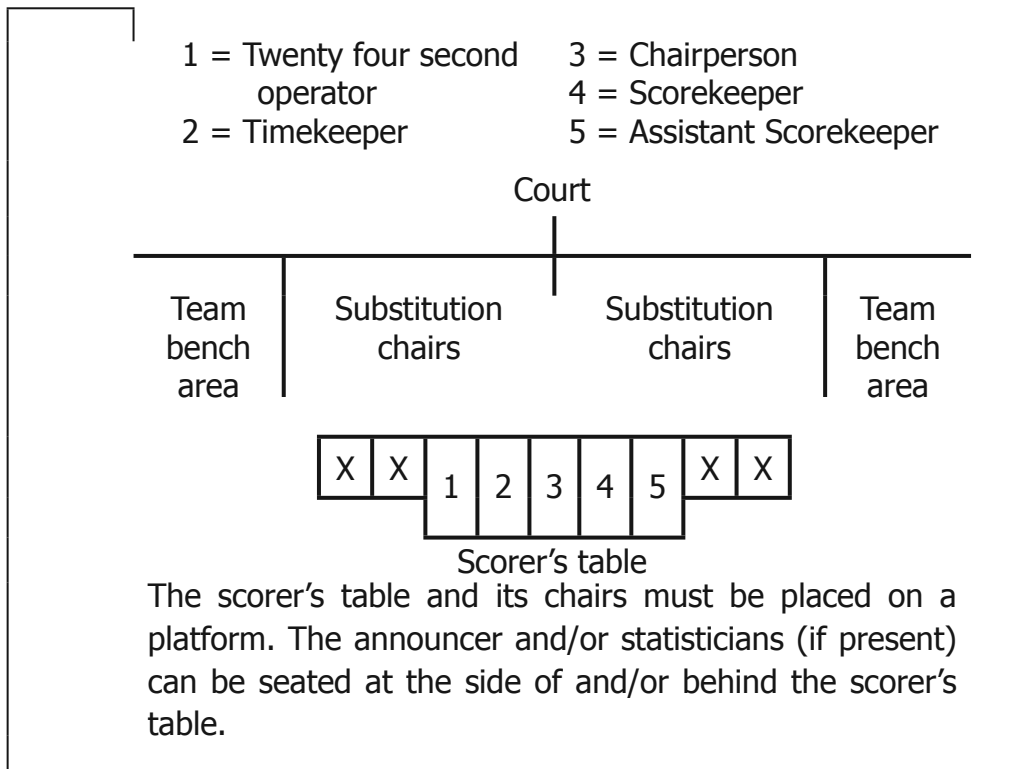 1 = Twenty four second
operator
2 = Timekeeper
3 = Chairperson
4 = Scorekeeper
5 = Assistant Scorekeeper
Court
Team
bench
area
Substitution
chairs
Substitution
chairs
Team
bench
area
X X 1 2 3 4 5 X X
Scorer’s table
The scorer’s table and its chairs must be placed on a
platform. The announcer and/or statisticians (if present)
can be seated at the side of and/or behind the scorer’s
table.